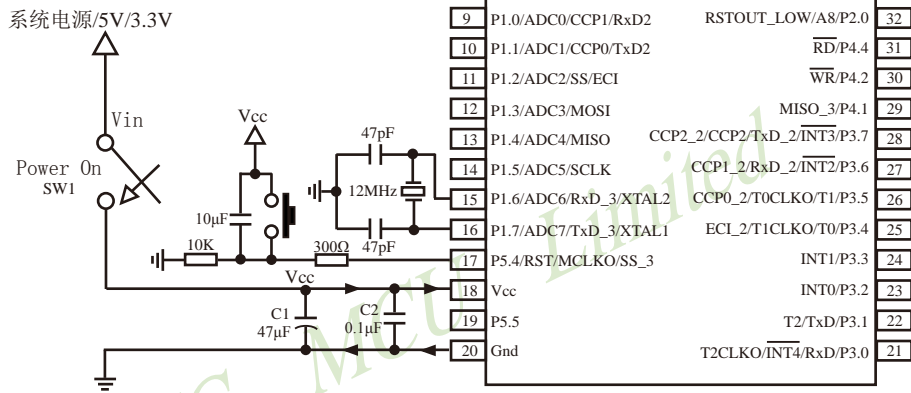 系统电源/5V/3.3V
Vin
Power On
SW1
Vcc
10μF
10K
300Ω
47pF
12MHz
47pF
Vcc
C1
47μF
C2
0.1μF
9 P1.0/ADC0/CCP1/RxD2
10 P1.1/ADC1/CCP0/TxD2
11 P1.2/ADC2/SS/ECI
12 P1.3/ADC3/MOSI
13 P1.4/ADC4/MISO
14 P1.5/ADC5/SCLK
15 P1.6/ADC6/RxD_3/XTAL2
16 P1.7/ADC7/TxD_3/XTAL1
17 P5.4/RST/MCLKO/SS_3
18 Vcc
19 P5.5
20 Gnd
RSTOUT_LOW/A8/P2.0 32
RD/P4.4 31
WR/P4.2 30
MISO_3/P4.1 29
CCP2_2/CCP2/TxD_2/INT3/P3.7 28
CCP1_2/RxD_2/INT2/P3.6 27
CCP0_2/T0CLKO/T1/P3.5 26
ECI_2/T1CLKO/T0/P3.4 25
INT1/P3.3 24
INT0/P3.2 23
T2/TxD/P3.1 22
T2CLKO/INT4/RxD/P3.0 21
MCU Limited